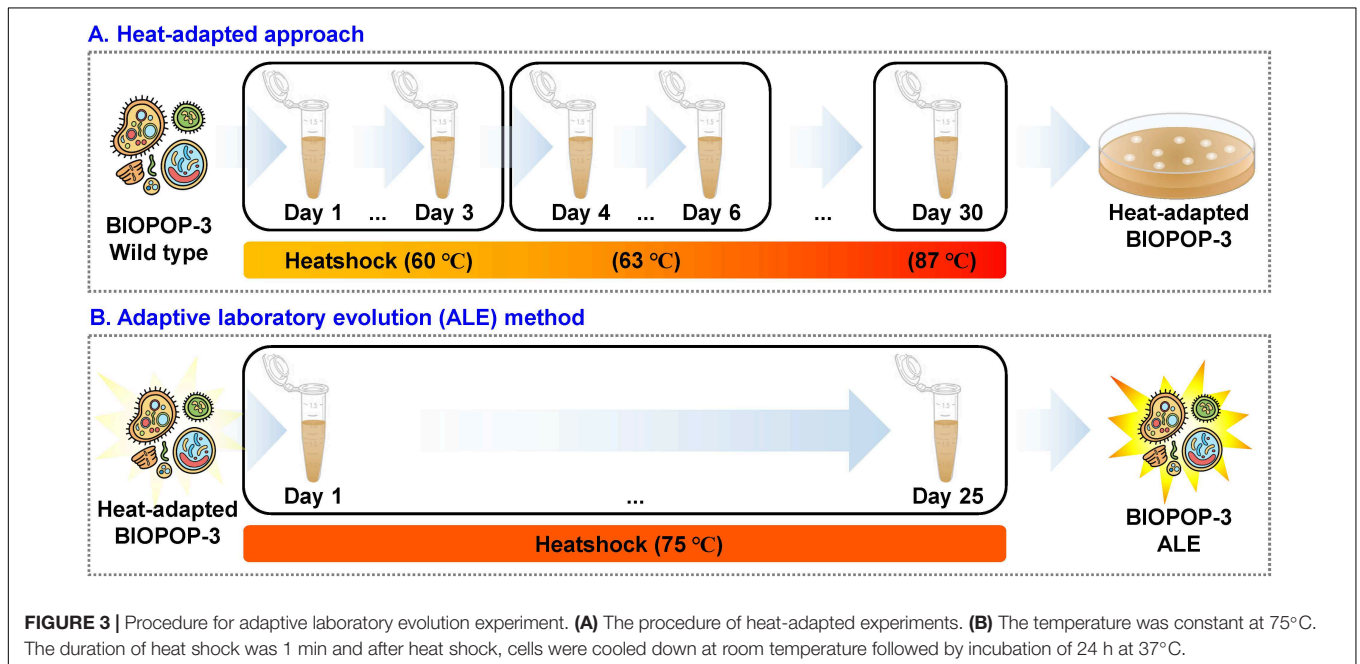 A. Heat-adapted approach
BIOPOP-3
Wild type
Day 1 ... Day 3 Day 4 ... Day 6 ... Day 30
Heatshock (60 ℃) (63 ℃) (87 ℃)
Heat-adapted
BIOPOP-3
B. Adaptive laboratory evolution (ALE) method
Heat-adapted
BIOPOP-3
Day 1 ... Day 25
Heatshock (75 ℃)
BIOPOP-3
ALE
FIGURE 3 | Procedure for adaptive laboratory evolution experiment. (A) The procedure of heat-adapted experiments. (B) The temperature was constant at 75°C.
The duration of heat shock was 1 min and after heat shock, cells were cooled down at room temperature followed by incubation of 24 h at 37°C.